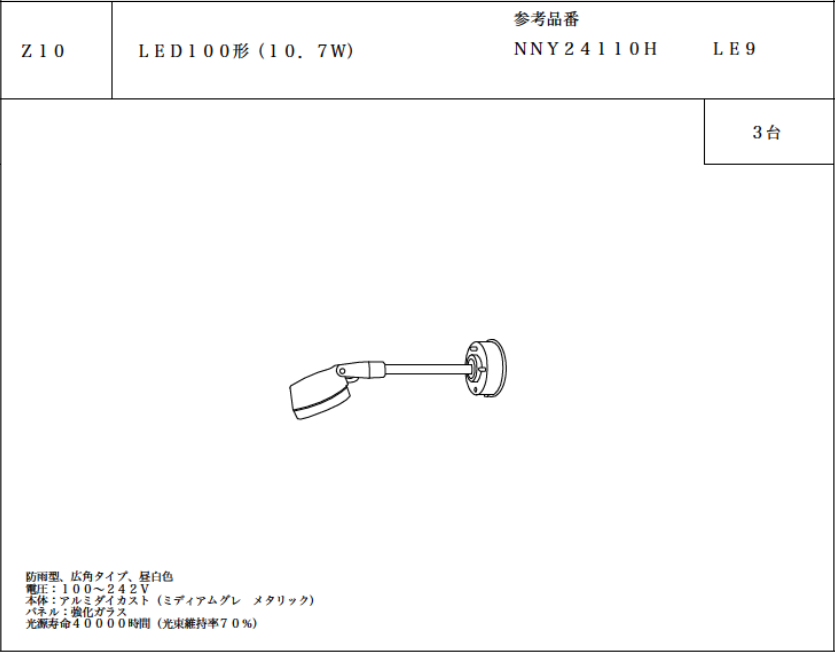 参考品番
Z10 LED100形(10.7W) NNY24110H LE9
3台
防雨型、広角タイプ、昼白色
電圧:100〜242V
本体:アルミダイカスト(ミディアムグレ　メタリック)
パネル:強化ガラス
光源寿命40000時間(光束維持率70%)